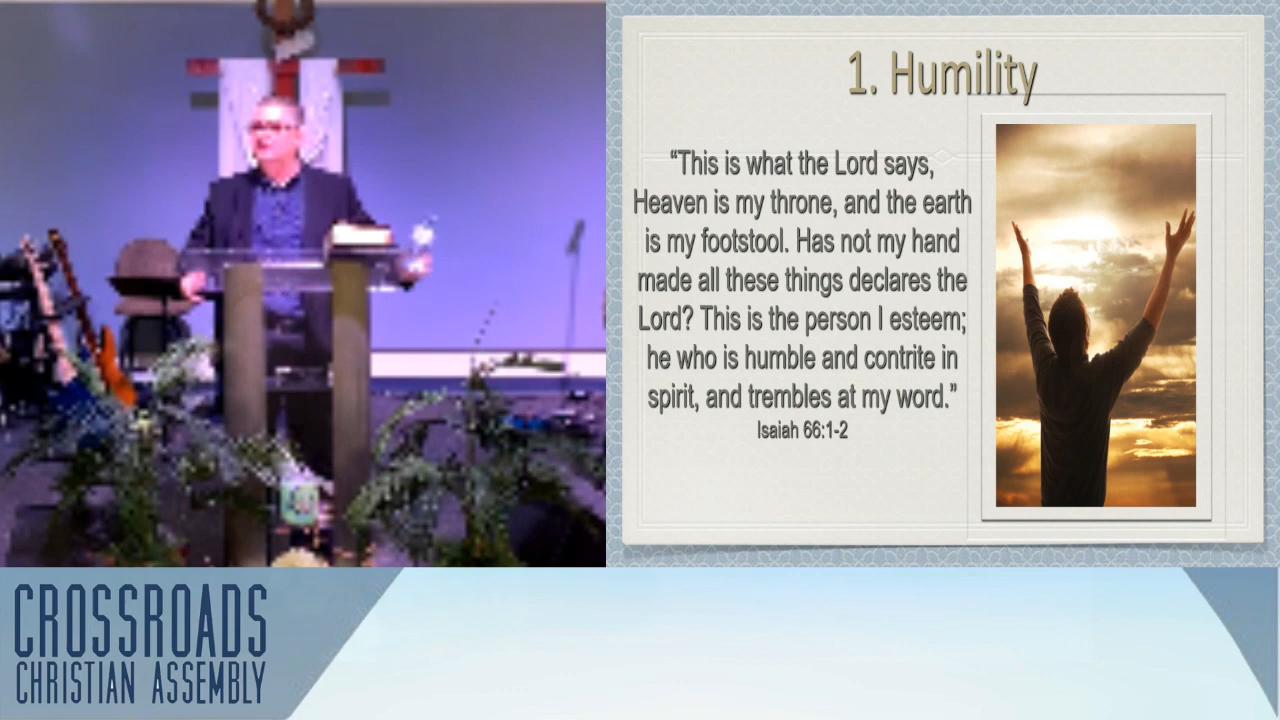 1. Humility
“This is what the Lord says,
Heaven is my throne, and the earth
is my footstool. Has not my hand
made all these things declares the
Lord? This is the person I esteem;
he who is humble and contrite in
spirit, and trembles at my word.”
Isaiah 66:1-2
CROSSROADS
CHRISTIAN ASSEMBLY